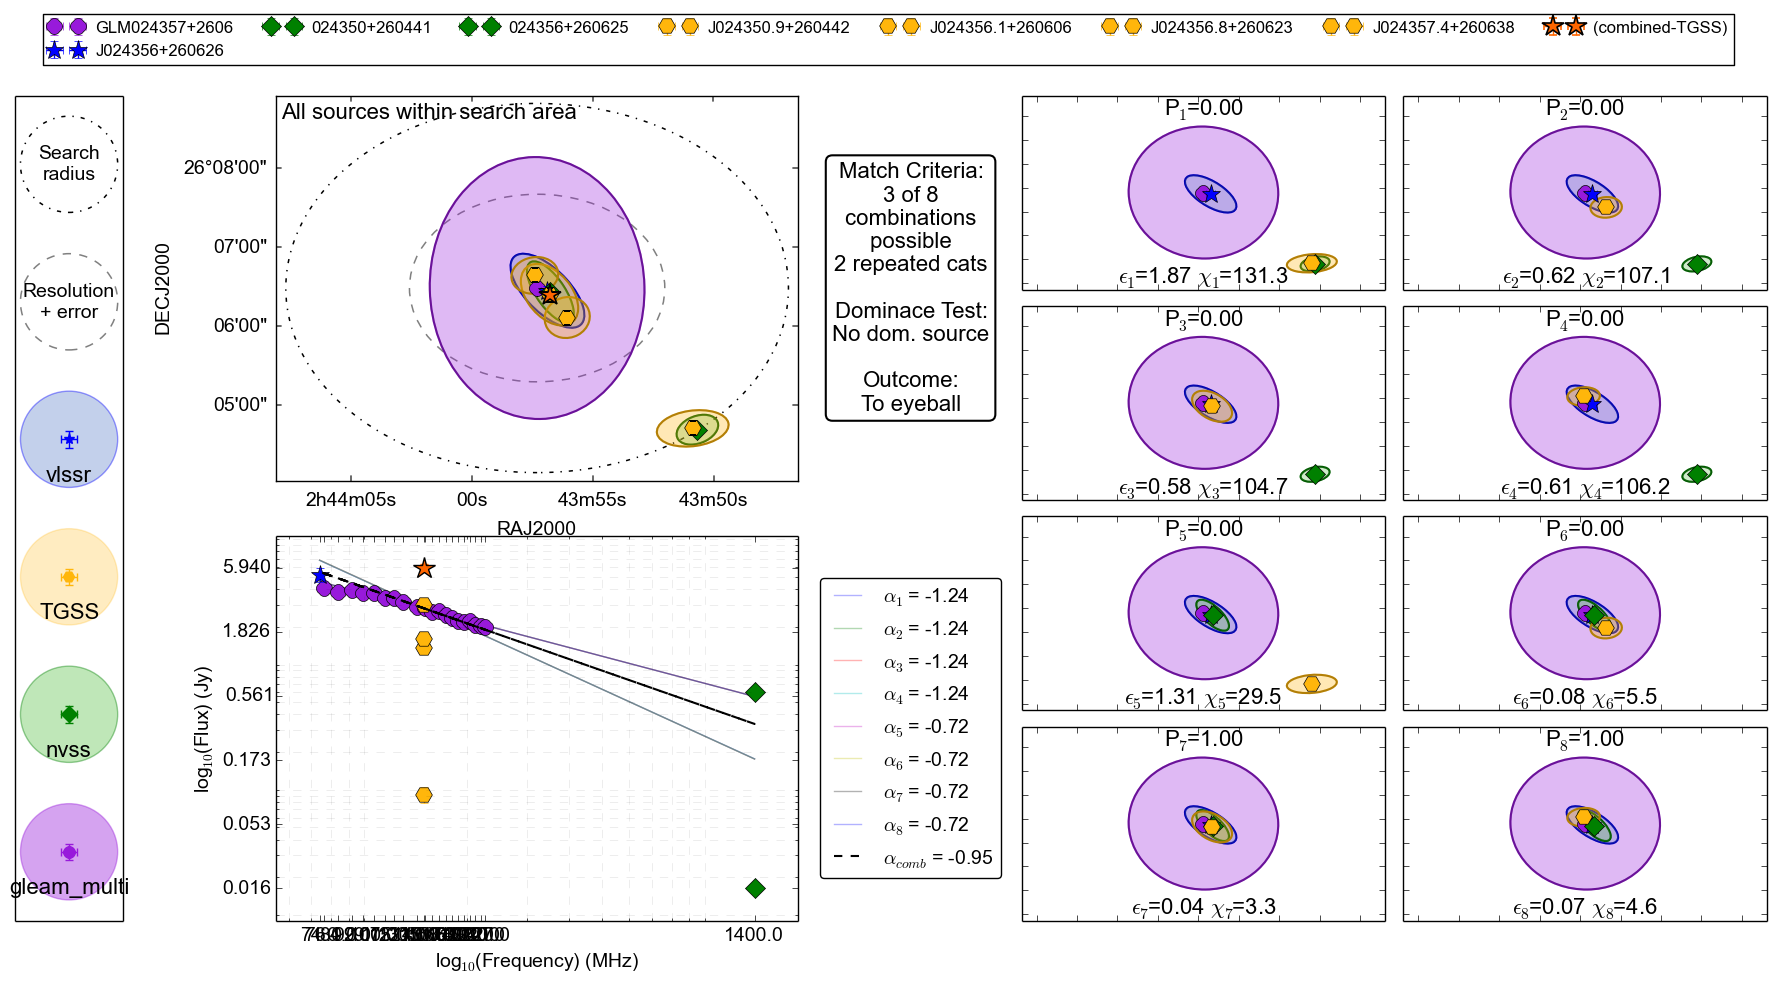 GLM024357+2606
024350+260441
024356+260625
J024350.9+260442
J024356.1+260606
J024356.8+260623
J024357.4+260638
(combined-TGSS)
J024356+260626
Search
radius
Resolution
+ error
vlssr
TGSS
nvss
gleam_multi
All sources within search area
DECJ2000
26°08'00"
07'00"
06'00"
05'00"
2h44m05s
00s
43m55s
43m50s
RAJ2000
Match Criteria:
3 of 8
combinations
possible
2 repeated cats
Dominace Test:
No dom. source
Outcome:
To eyeball
log10(Flux) (Jy)
5.940
1.826
0.561
0.173
0.053
0.016
1400.0
log10(Frequency) (MHz)
α1 = -1.24
α2 = -1.24
α3 = -1.24
α4 = -1.24
α5 = -0.72
α6 = -0.72
α7 = -0.72
α8 = -0.72
αcomb = -0.95
P1=0.00
ϵ1=1.87 χ1=131.3
P2=0.00
ϵ2=0.62 χ2=107.1
P3=0.00
ϵ3=0.58 χ3=104.7
P4=0.00
ϵ4=0.61 χ4=106.2
P5=0.00
ϵ5=1.31 χ5=29.5
P6=0.00
ϵ6=0.08 χ6=5.5
P7=1.00
ϵ7=0.04 χ7=3.3
P8=1.00
ϵ8=0.07 χ8=4.6